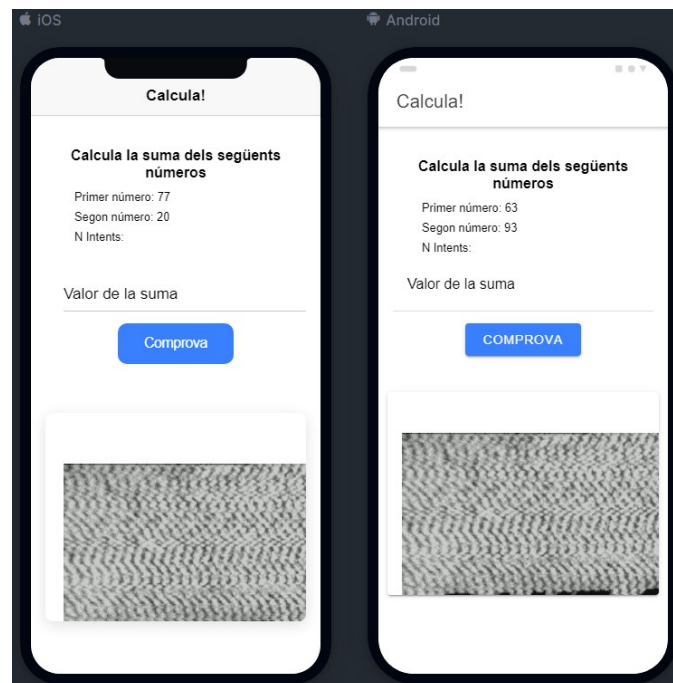 iOS
Calcula!
Calcula la suma dels següents
números
Primer número: 77
Segon número: 20
N Intents:
Valor de la suma
Comprova
Android
Calcula!
Calcula la suma dels següents
números
Primer número: 63
Segon número: 93
N Intents:
Valor de la suma
COMPROVA